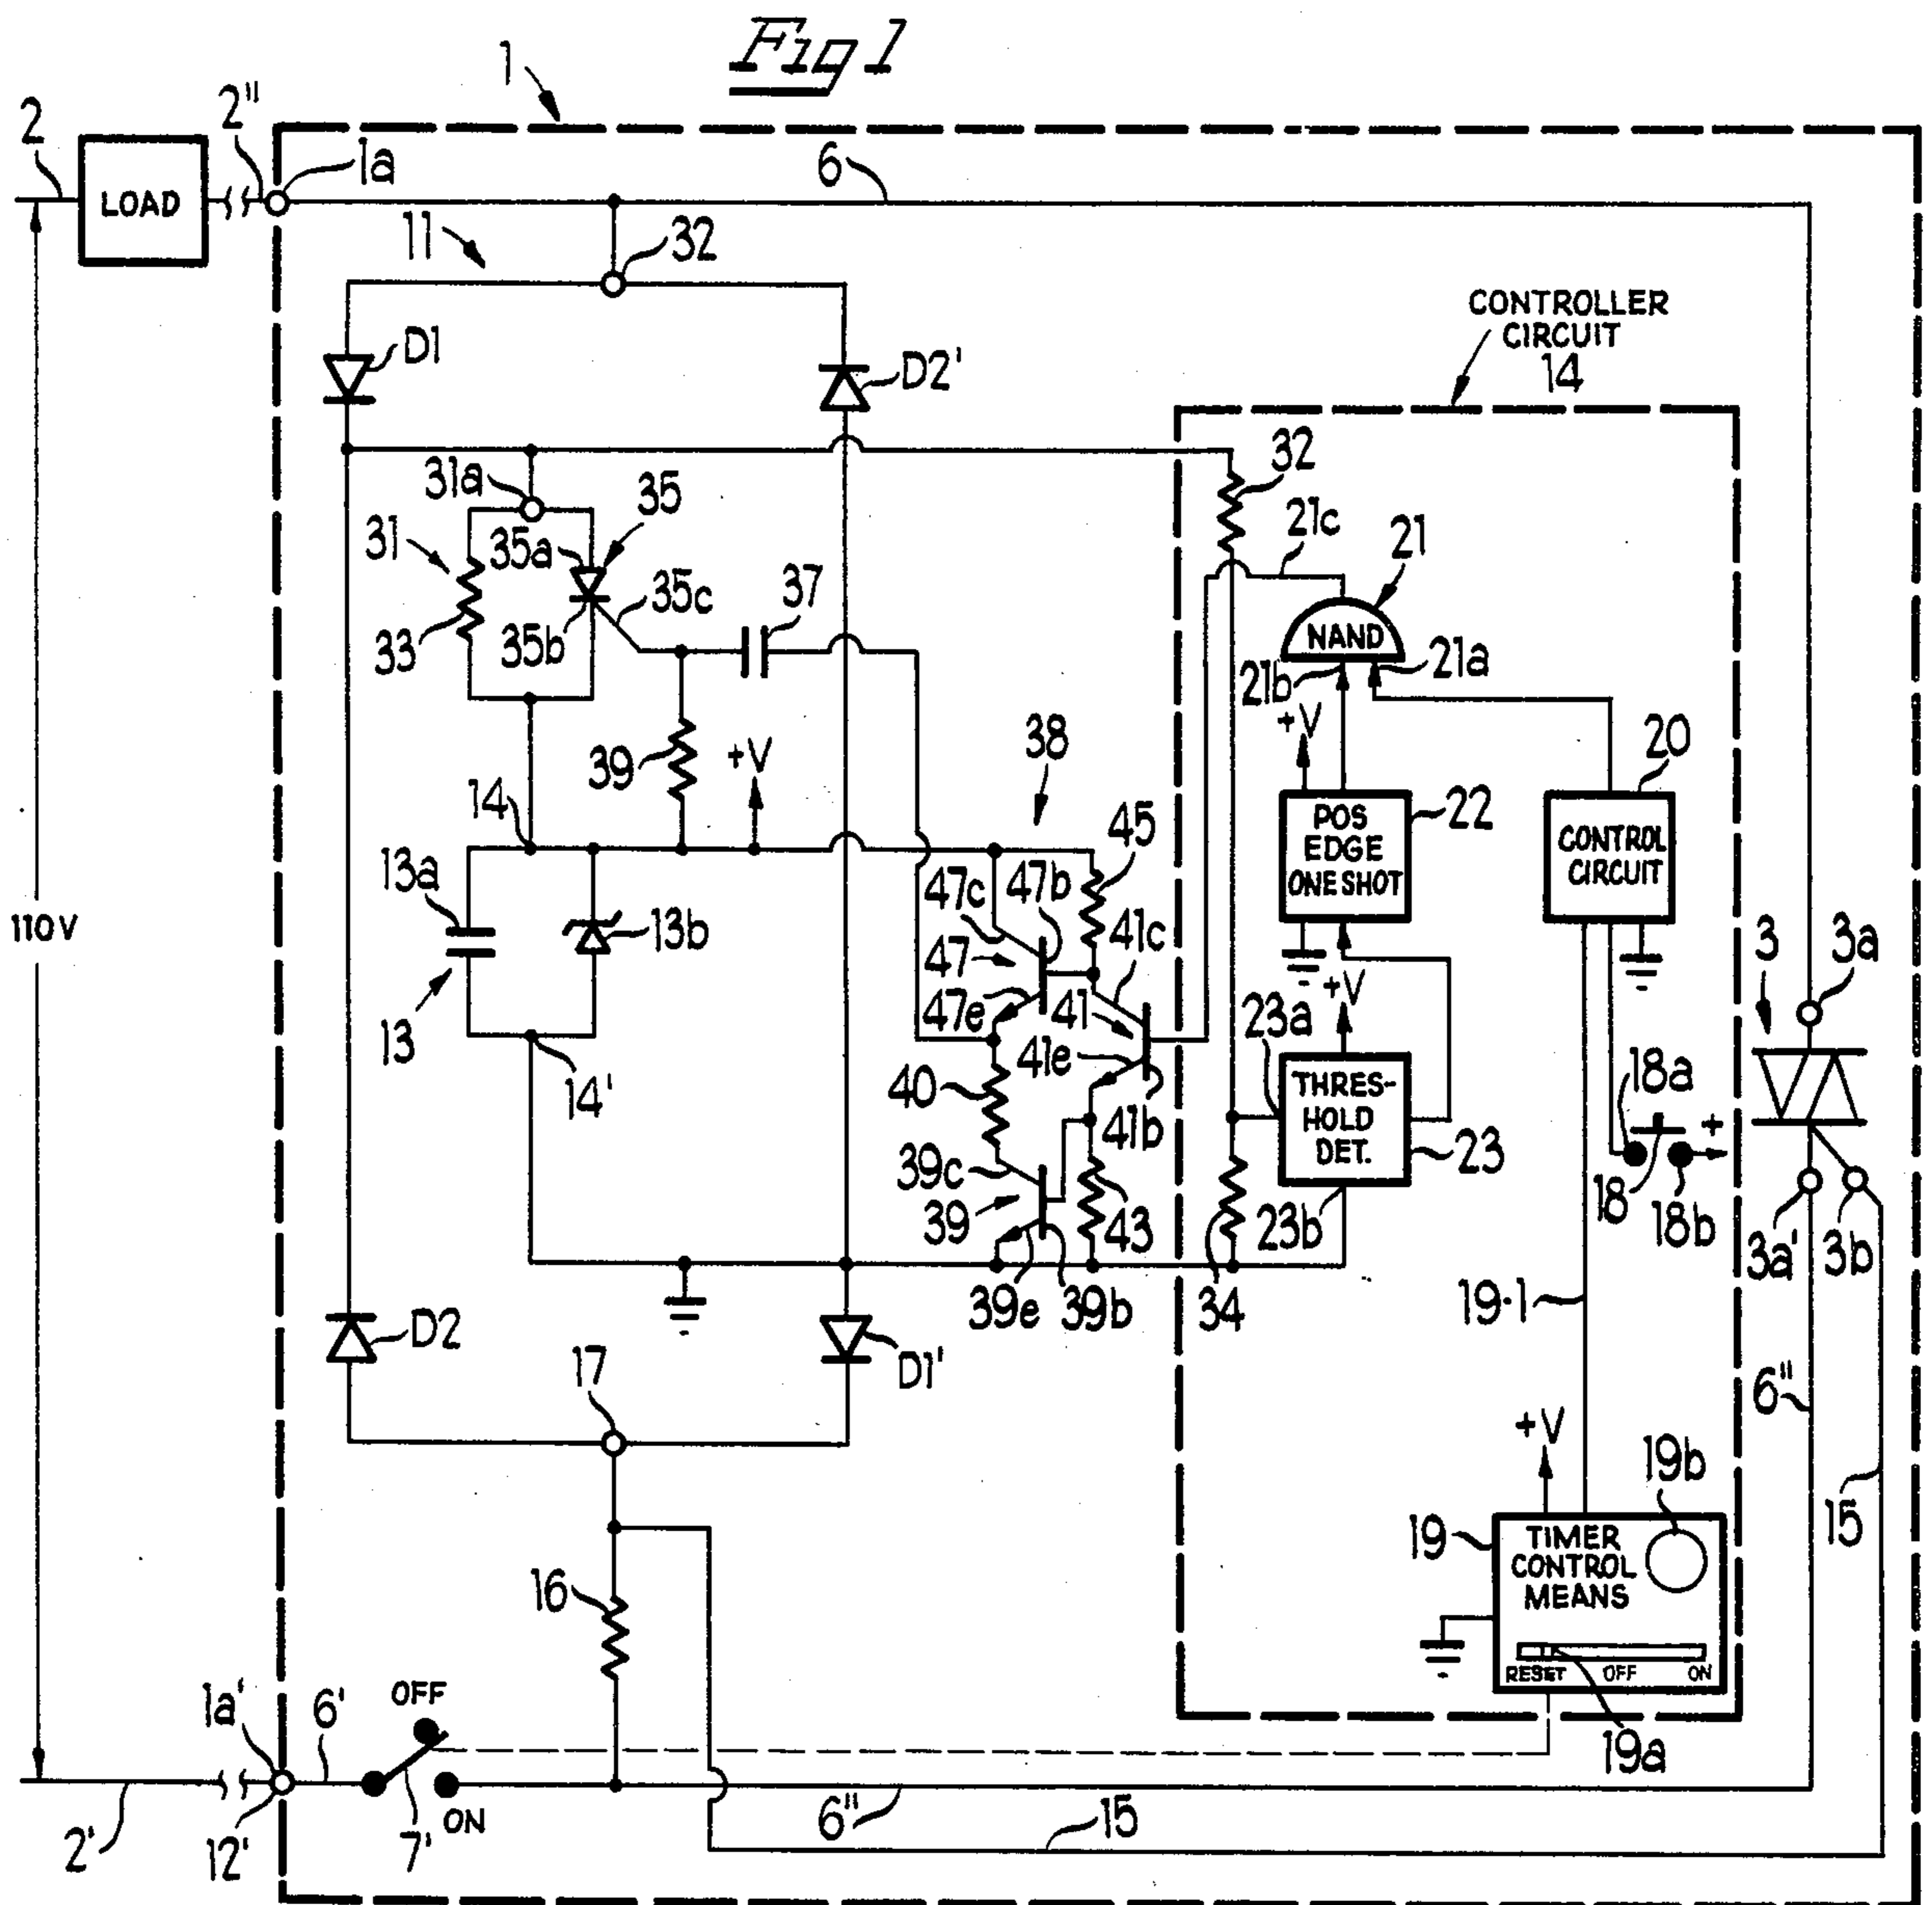 Fig 1
1
2
2"
1a
LOAD
6
11
32
CONTROLLER
CIRCUIT
14
D1
D2'
32
31a
35
21c
21
31
35a
35c
37
NAND
33
35b
21b
21a
+V
39
+V
38
20
14
45
POS
EDGE
ONE SHOT
22
CONTROL
CIRCUIT
13a
47c
47b
110V
13b
41c
3
3a
47
+V
13
47e
41
23a
14'
41e
THRES-
HOLD
DET.
18a
+
40
41b
23
39c
18
18b
39
43
23b
3a'
3b
39e
39b
34
19·1
D2
D1'
17
6"
+V
19b
15
19
TIMER
CONTROL
MEANS
16
RESET
OFF
ON
OFF
1a'
6'
19a
ON
6"
15
2'
12'
7'